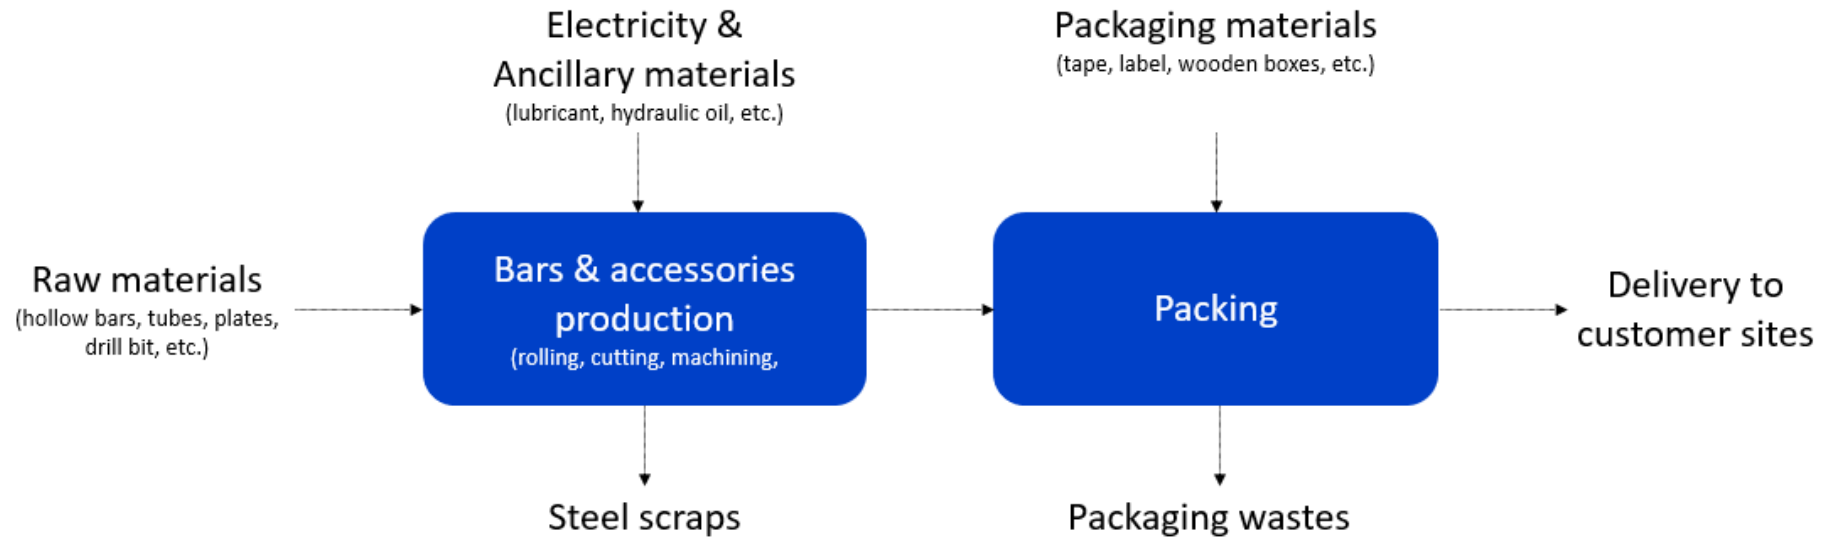 Electricity &
Ancillary materials
(lubricant, hydraulic oil, etc.)
Packaging materials
(tape, label, wooden boxes, etc.)
Raw materials
(hollow bars, tubes, plates,
drill bit, etc.)
Bars & accessories
production
(rolling, cutting, machining,
Packing
Delivery to
customer sites
Steel scraps
Packaging wastes